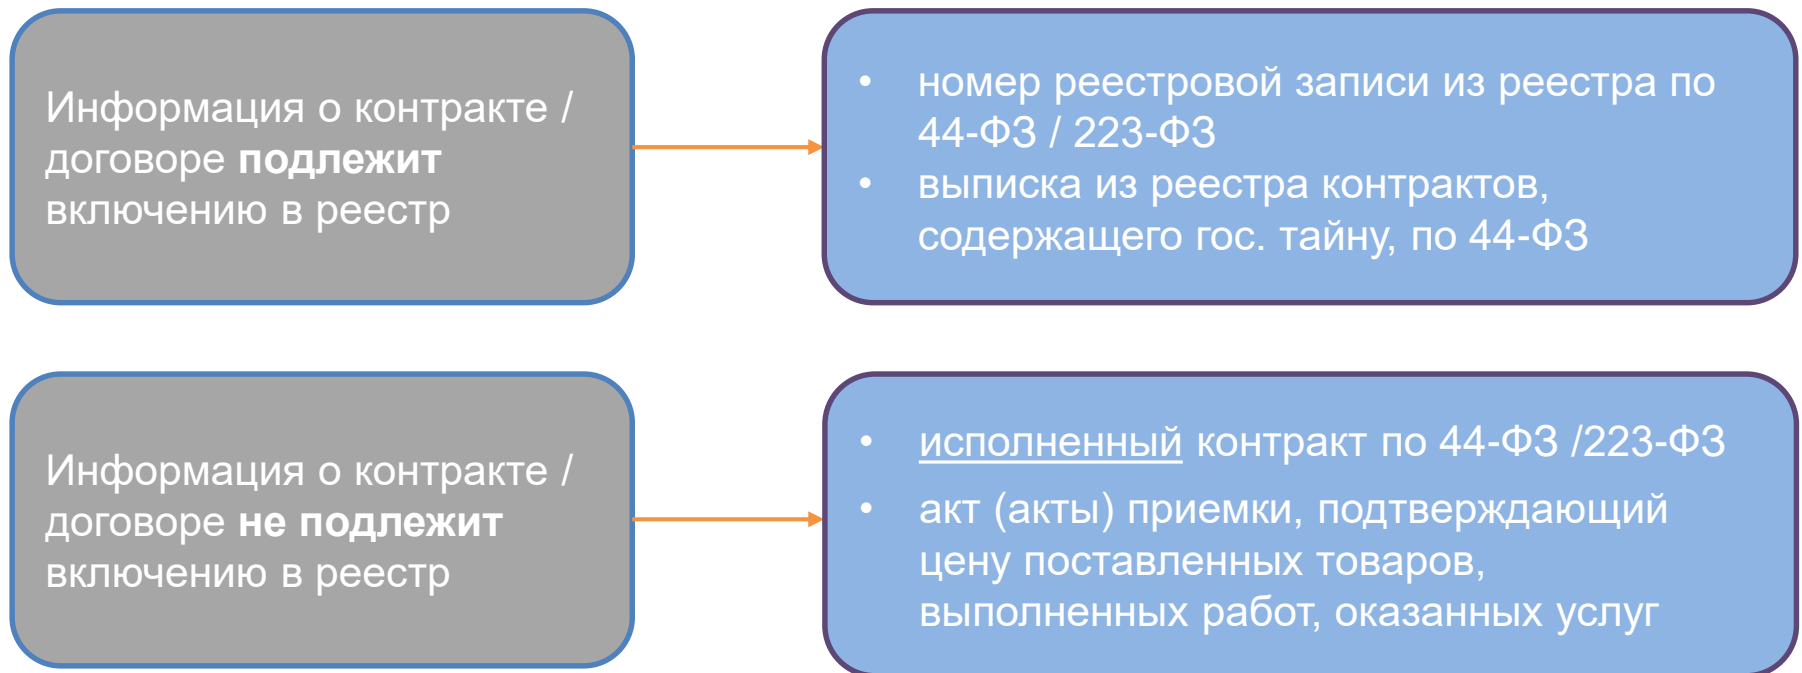 Информация о контракте /
договоре подлежит
включению в реестр
• номер реестровой записи из реестра по
44-ФЗ / 223-ФЗ
• выписка из реестра контрактов,
содержащего гос. тайну, по 44-ФЗ
Информация о контракте /
договоре не подлежит
включению в реестр
• исполненный контракт по 44-ФЗ /223-ФЗ
• акт (акты) приемки, подтверждающий
цену поставленных товаров,
выполненных работ, оказанных услуг